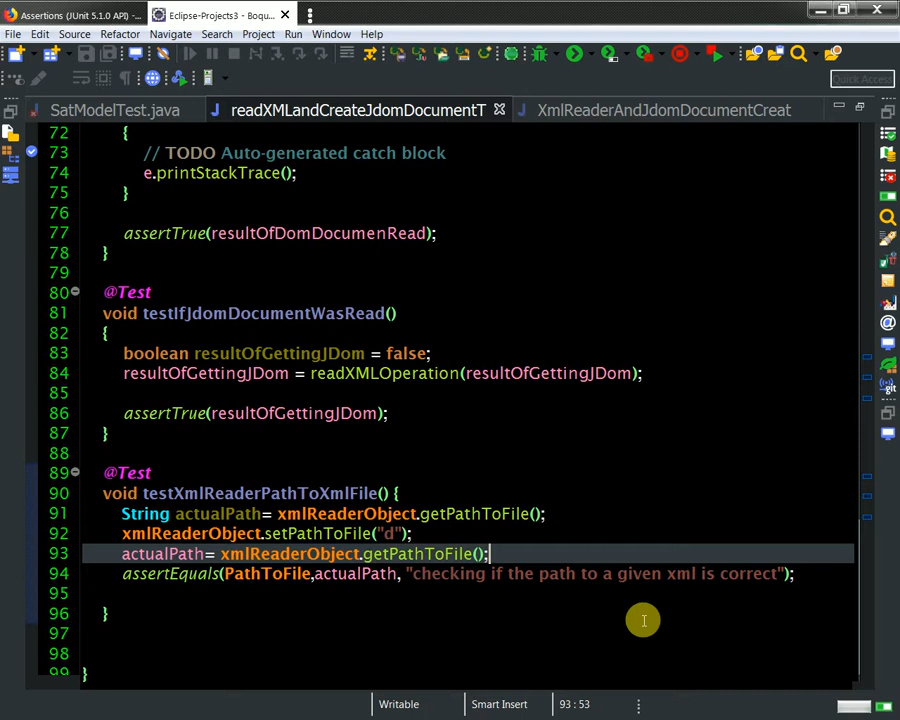 Assertions (JUnit 5.1.0 API) - ...
Eclipse-Projects3 - Boqu...
File Edit Source Refactor Navigate Search Project Run Window Help
Quick Access
SatModelTest.java
readXMLandCreateJdomDocumentT
XmlReaderAndJdomDocumentCreat
72 {
73 // TODO Auto-generated catch block
74 e.printStackTrace();
75 }
76
77 assertTrue(resultOfDomDocumenRead);
78 }
79
80 @Test
81 void testIfJdomDocumentWasRead()
82 {
83 boolean resultOfGettingJDom = false;
84 resultOfGettingJDom = readXMLOperation(resultOfGettingJDom);
85
86 assertTrue(resultOfGettingJDom);
87 }
88
89 @Test
90 void testXmlReaderPathToXmlFile() {
91 String actualPath= xmlReaderObject.getPathToFile();
92 xmlReaderObject.setPathToFile("d");
93 actualPath= xmlReaderObject.getPathToFile();
94 assertEquals(PathToFile,actualPath, "checking if the path to a given xml is correct");
95
96 }
97
98
99 }
Writable Smart Insert 93 : 53